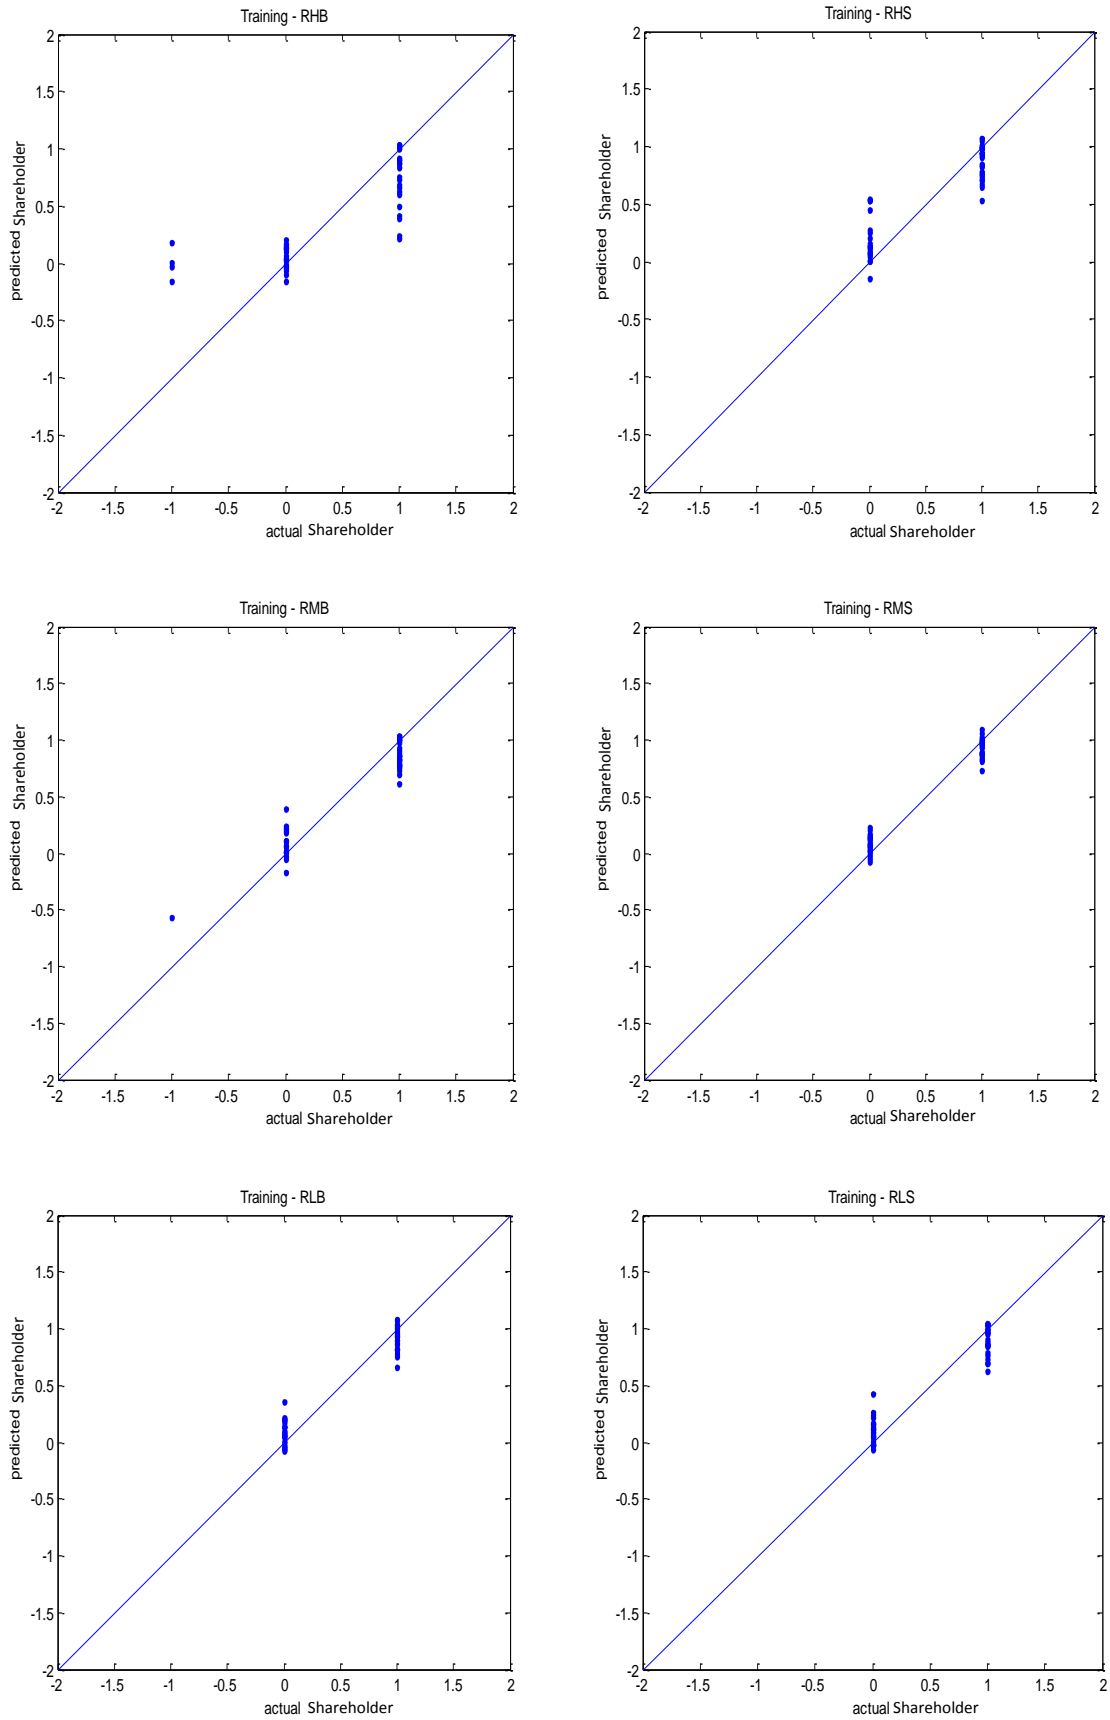 Training - RHB
2
1.5
1
0.5
0
-0.5
-1
-1.5
-2
predicted Shareholder
-2 -1.5 -1 -0.5 0 0.5 1 1.5 2
actual Shareholder
Training - RHS
2
1.5
1
0.5
0
-0.5
-1
-1.5
-2
predicted Shareholder
-2 -1.5 -1 -0.5 0 0.5 1 1.5 2
actual Shareholder
Training - RMB
2
1.5
1
0.5
0
-0.5
-1
-1.5
-2
predicted Shareholder
-2 -1.5 -1 -0.5 0 0.5 1 1.5 2
actual Shareholder
Training - RMS
2
1.5
1
0.5
0
-0.5
-1
-1.5
-2
predicted Shareholder
-2 -1.5 -1 -0.5 0 0.5 1 1.5 2
actual Shareholder
Training - RLB
2
1.5
1
0.5
0
-0.5
-1
-1.5
-2
predicted Shareholder
-2 -1.5 -1 -0.5 0 0.5 1 1.5 2
actual Shareholder
Training - RLS
2
1.5
1
0.5
0
-0.5
-1
-1.5
-2
predicted Shareholder
-2 -1.5 -1 -0.5 0 0.5 1 1.5 2
actual Shareholder